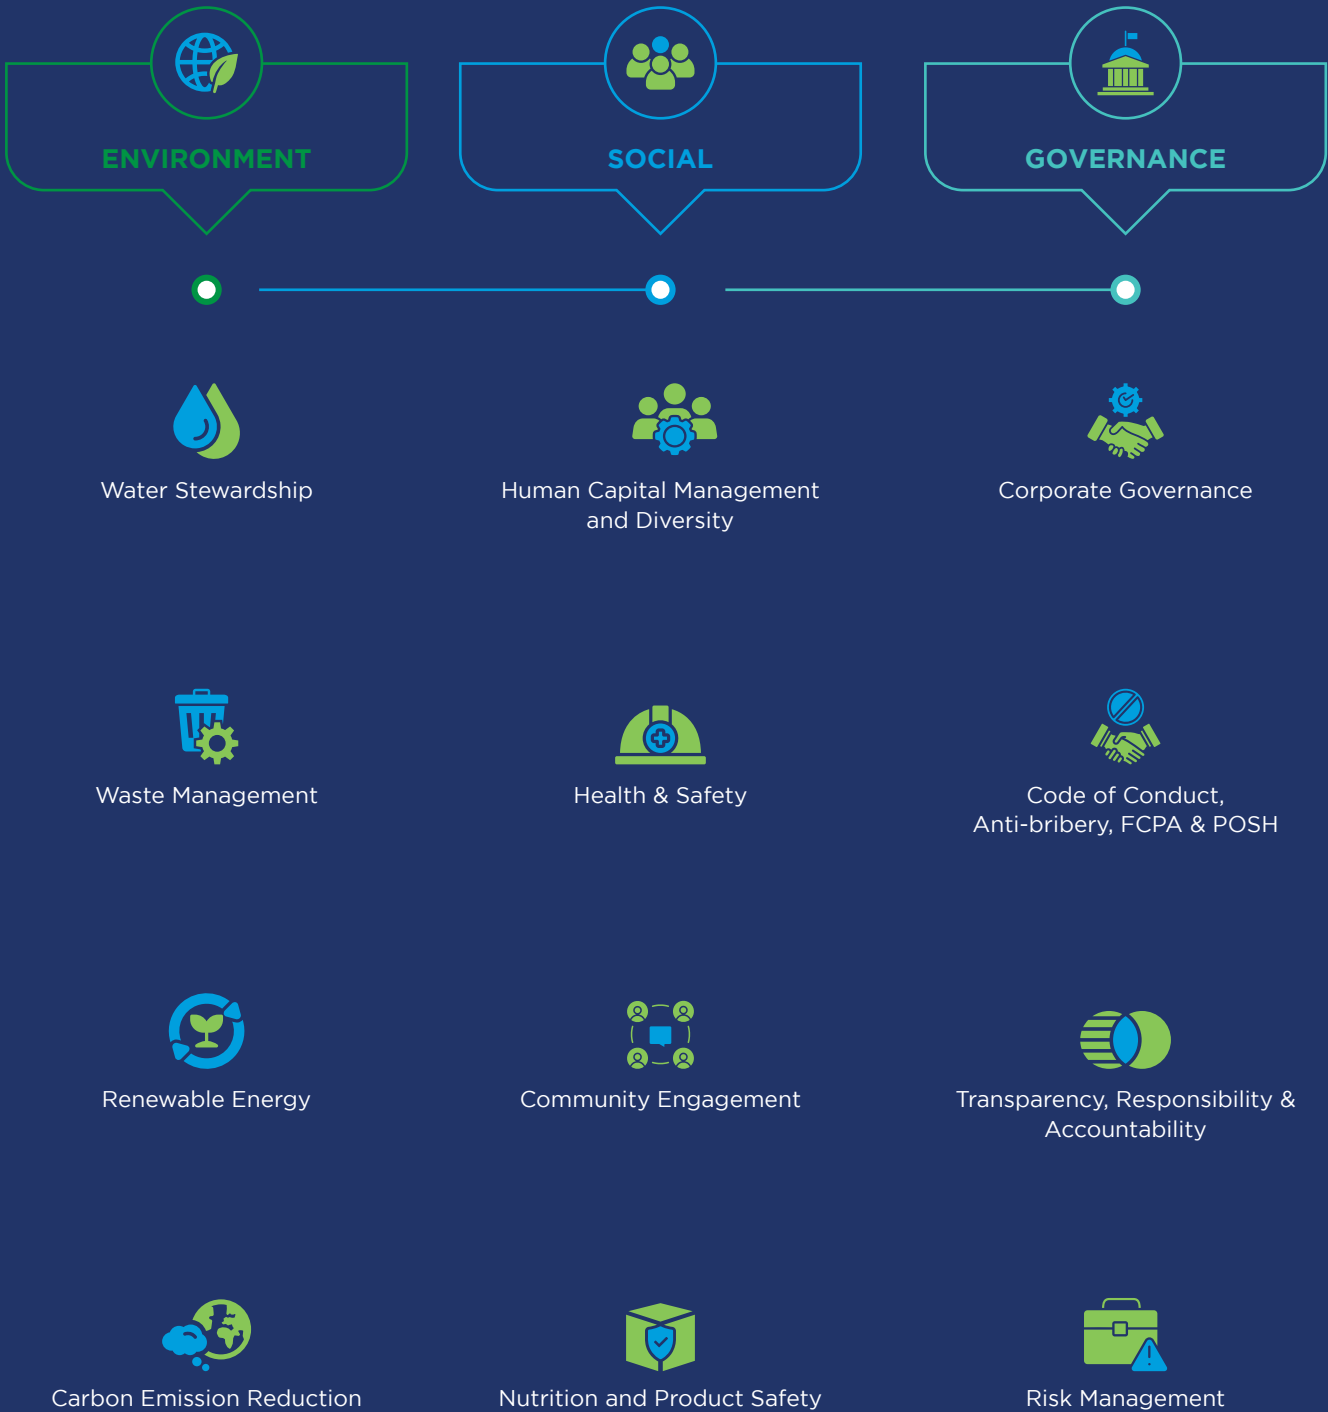 ENVIRONMENT
SOCIAL
GOVERNANCE
Water Stewardship
Human Capital Management
and Diversity
Corporate Governance
Waste Management
Health & Safety
Code of Conduct,
Anti-bribery, FCPA & POSH
Renewable Energy
Community Engagement
Transparency, Responsibility &
Accountability
Carbon Emission Reduction
Nutrition and Product Safety
Risk Management